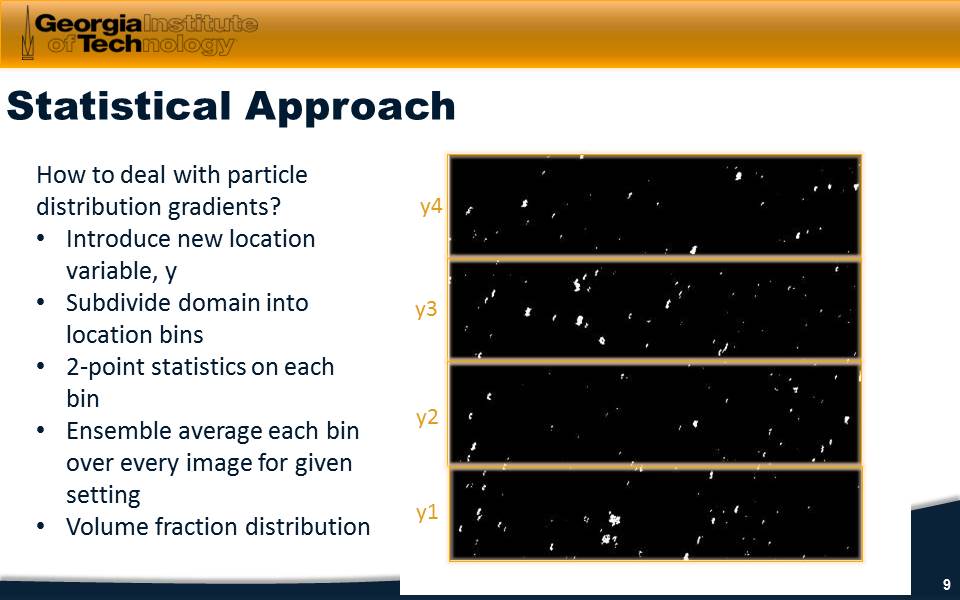 Georgia Institute
of Technology
Statistical Approach
How to deal with particle
distribution gradients?
• Introduce new location
variable, y
• Subdivide domain into
location bins
• 2-point statistics on each
bin
• Ensemble average each bin
over every image for given
setting
• Volume fraction distribution
y4
y3
y2
y1
9